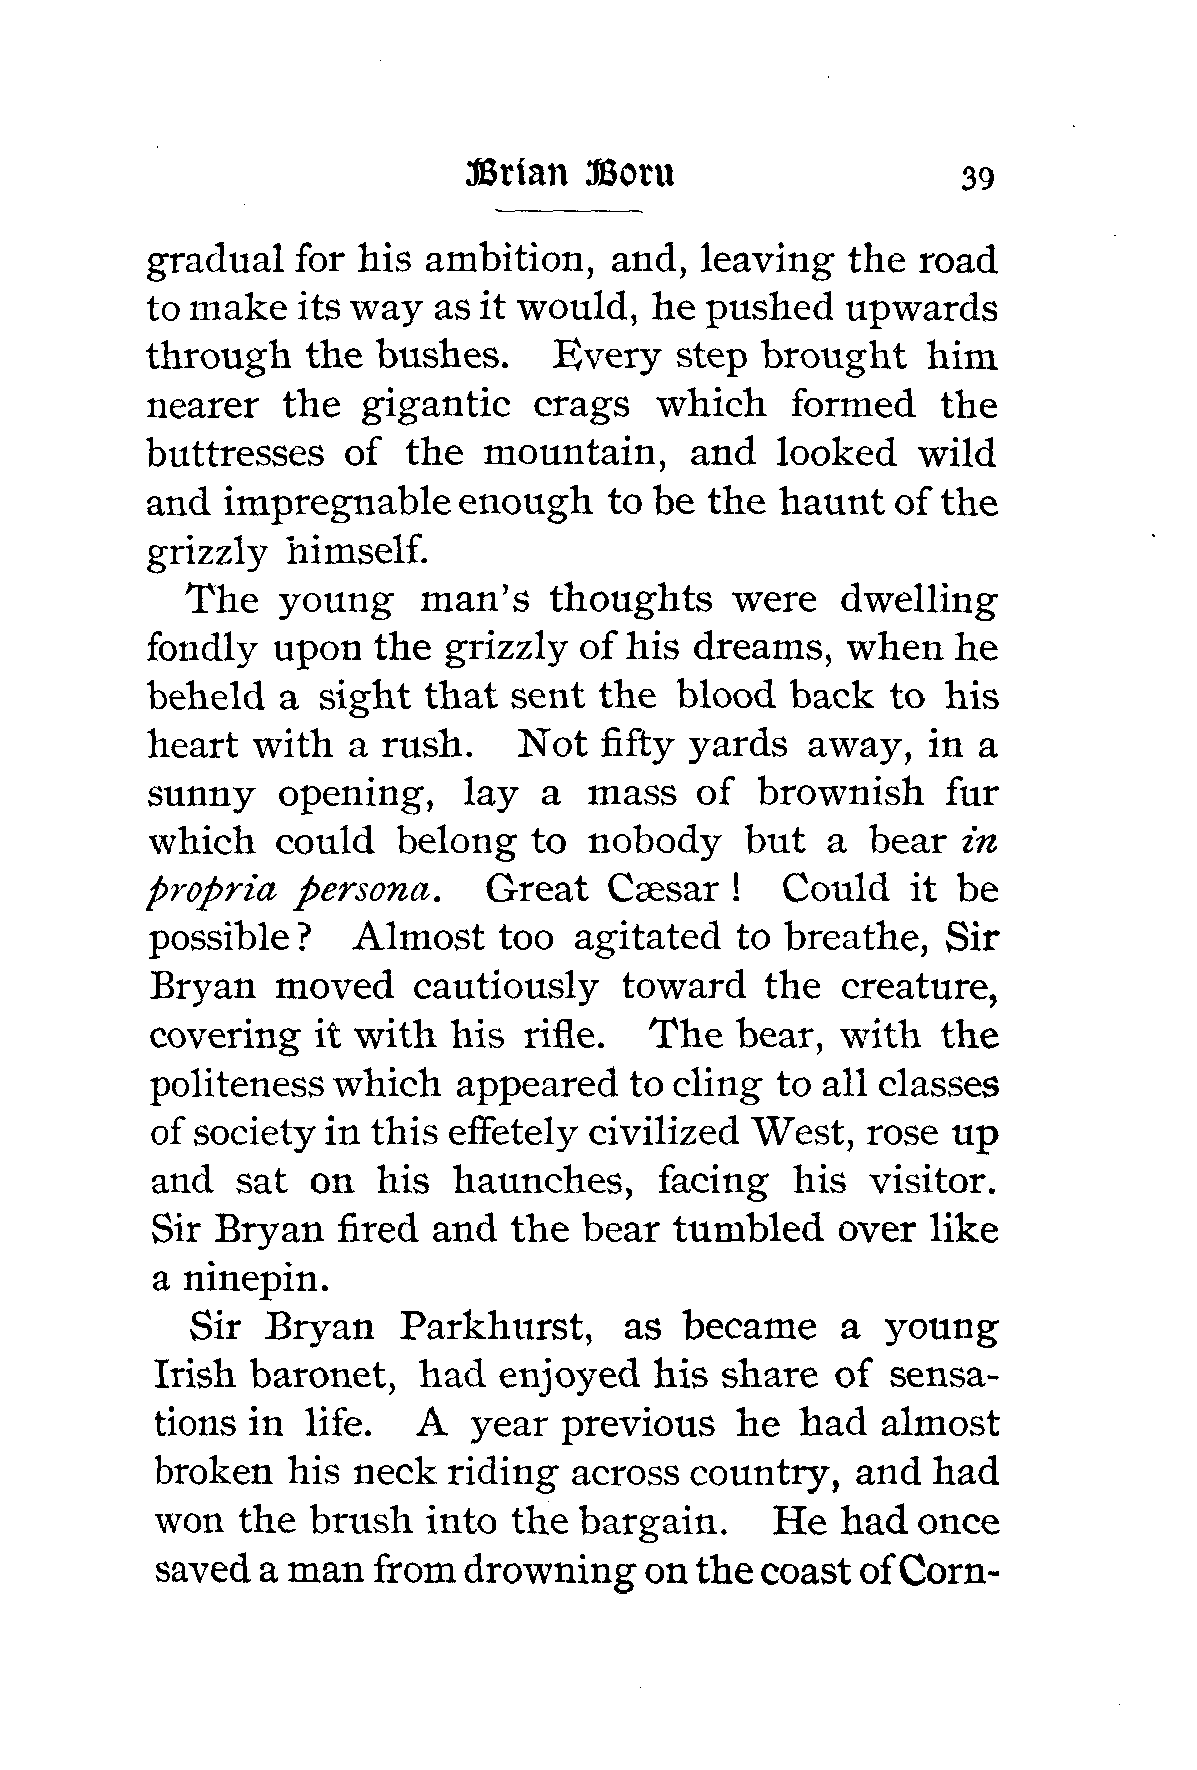 Brian Boru 39
gradual for his ambition, and, leaving the road
to make its way as it would, he pushed upwards
through the bushes. Every step brought him
nearer the gigantic crags which formed the
buttresses of the mountain, and looked wild
and impregnable enough to be the haunt of the
grizzly himself.
The young man's thoughts were dwelling
fondly upon the grizzly of his dreams, when he
beheld a sight that sent the blood back to his
heart with a rush. Not fifty yards away, in a
sunny opening, lay a mass of brownish fur
which could belong to nobody but a bear in
propria persona. Great Cæsar! Could it be
possible? Almost too agitated to breathe, Sir
Bryan moved cautiously toward the creature,
covering it with his rifle. The bear, with the
politeness which appeared to cling to all classes
of society in this effetely civilized West, rose up
and sat on his haunches, facing his visitor.
Sir Bryan fired and the bear tumbled over like
a ninepin.
Sir Bryan Parkhurst, as became a young
Irish baronet, had enjoyed his share of sensa-
tions in life. A year previous he had almost
broken his neck riding across country, and had
won the brush into the bargain. He had once
saved a man from drowning on the coast of Corn-